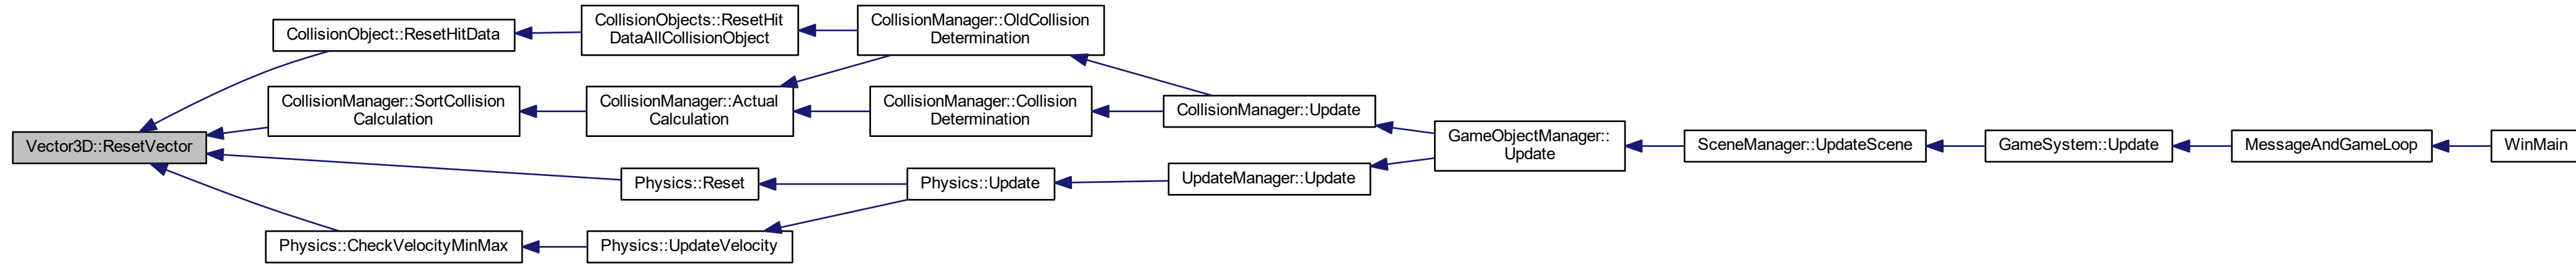 CollisionObject::ResetHitData
CollisionObjects::ResetHit
DataAllCollisionObject
CollisionManager::OldCollision
Determination
CollisionManager::SortCollision
Calculation
CollisionManager::Actual
Calculation
CollisionManager::Collision
Determination
CollisionManager::Update
Vector3D::ResetVector
GameObjectManager::
Update
SceneManager::UpdateScene
GameSystem::Update
MessageAndGameLoop
WinMain
Physics::Reset
Physics::Update
UpdateManager::Update
Physics::CheckVelocityMinMax
Physics::UpdateVelocity